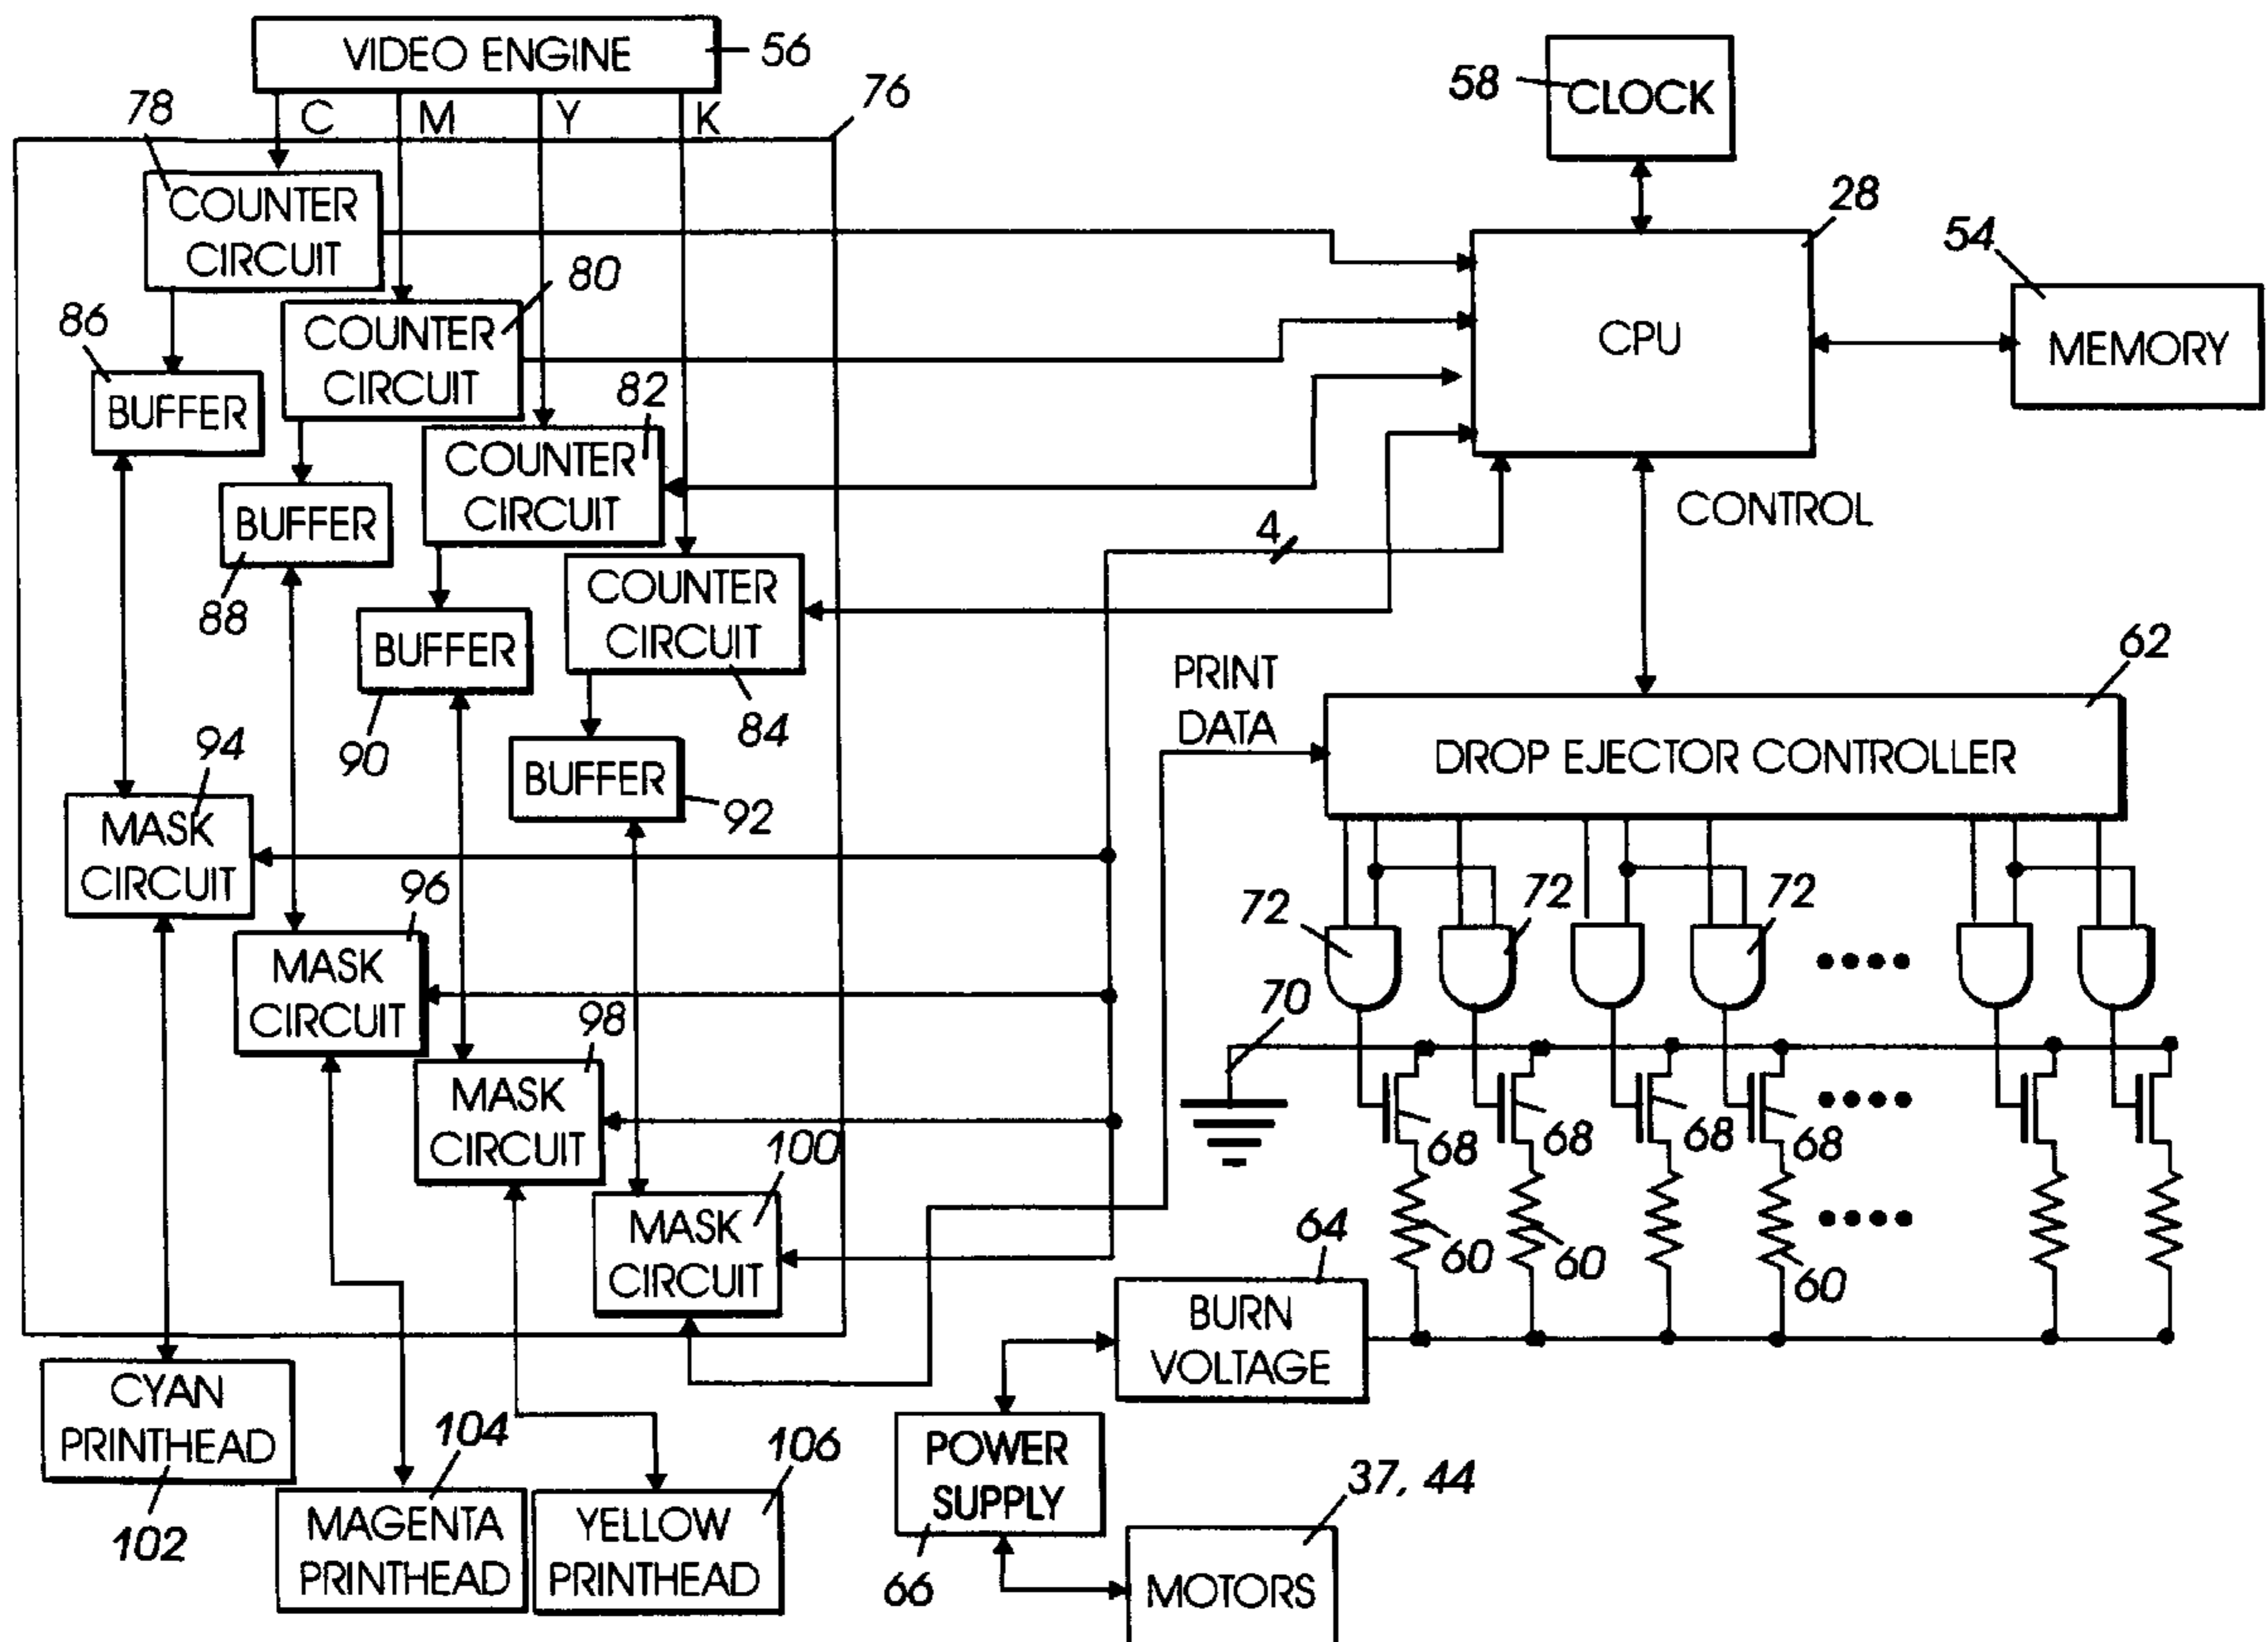 VIDEO ENGINE
56
76
C
M
Y
K
58
CLOCK
78
COUNTER
CIRCUIT
28
CPU
54
MEMORY
80
COUNTER
CIRCUIT
86
BUFFER
82
COUNTER
CIRCUIT
88
BUFFER
CONTROL
4
COUNTER
CIRCUIT
84
90
BUFFER
PRINT
DATA
62
DROP EJECTOR CONTROLLER
94
MASK
CIRCUIT
BUFFER
92
96
MASK
CIRCUIT
72
72
72
70
98
MASK
CIRCUIT
68
68
68
68
100
MASK
CIRCUIT
60
60
60
64
BURN
VOLTAGE
CYAN
PRINTHEAD
102
104
MAGENTA
PRINTHEAD
106
YELLOW
PRINTHEAD
POWER
SUPPLY
66
37, 44
MOTORS